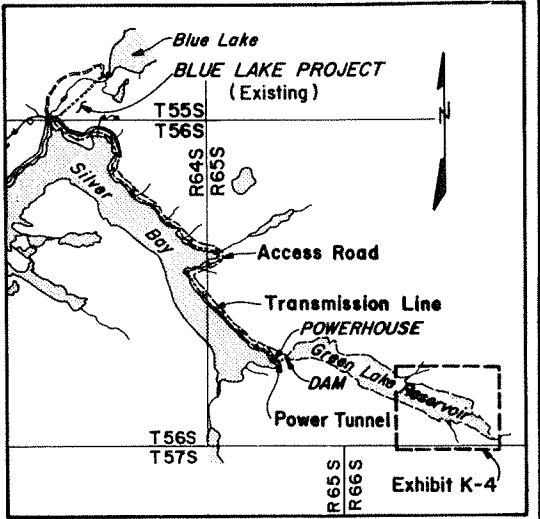 Blue Lake
BLUE LAKE PROJECT
(Existing)
T55S
T56S
R64S
R65S
N
Silver
Bay
Access Road
Transmission Line
POWERHOUSE
Green Lake Reservoir
DAM
Power Tunnel
T56S
T57S
R65S
R66S
Exhibit K-4